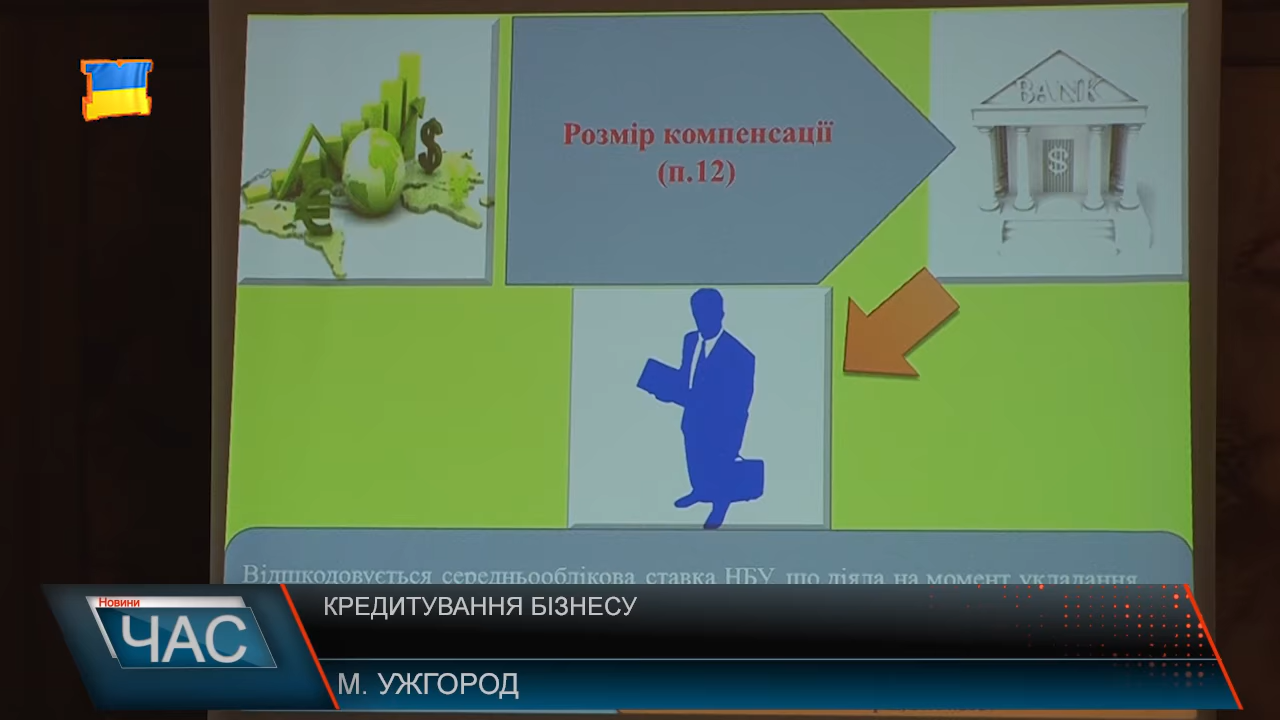 Розмір компенсації
(п.12)
BANK
$
$
€
Відшкодовується середньооблікова ставка НБУ, що діяла на момент укладання
Новини
ЧАС
КРЕДИТУВАННЯ БІЗНЕСУ
М. УЖГОРОД